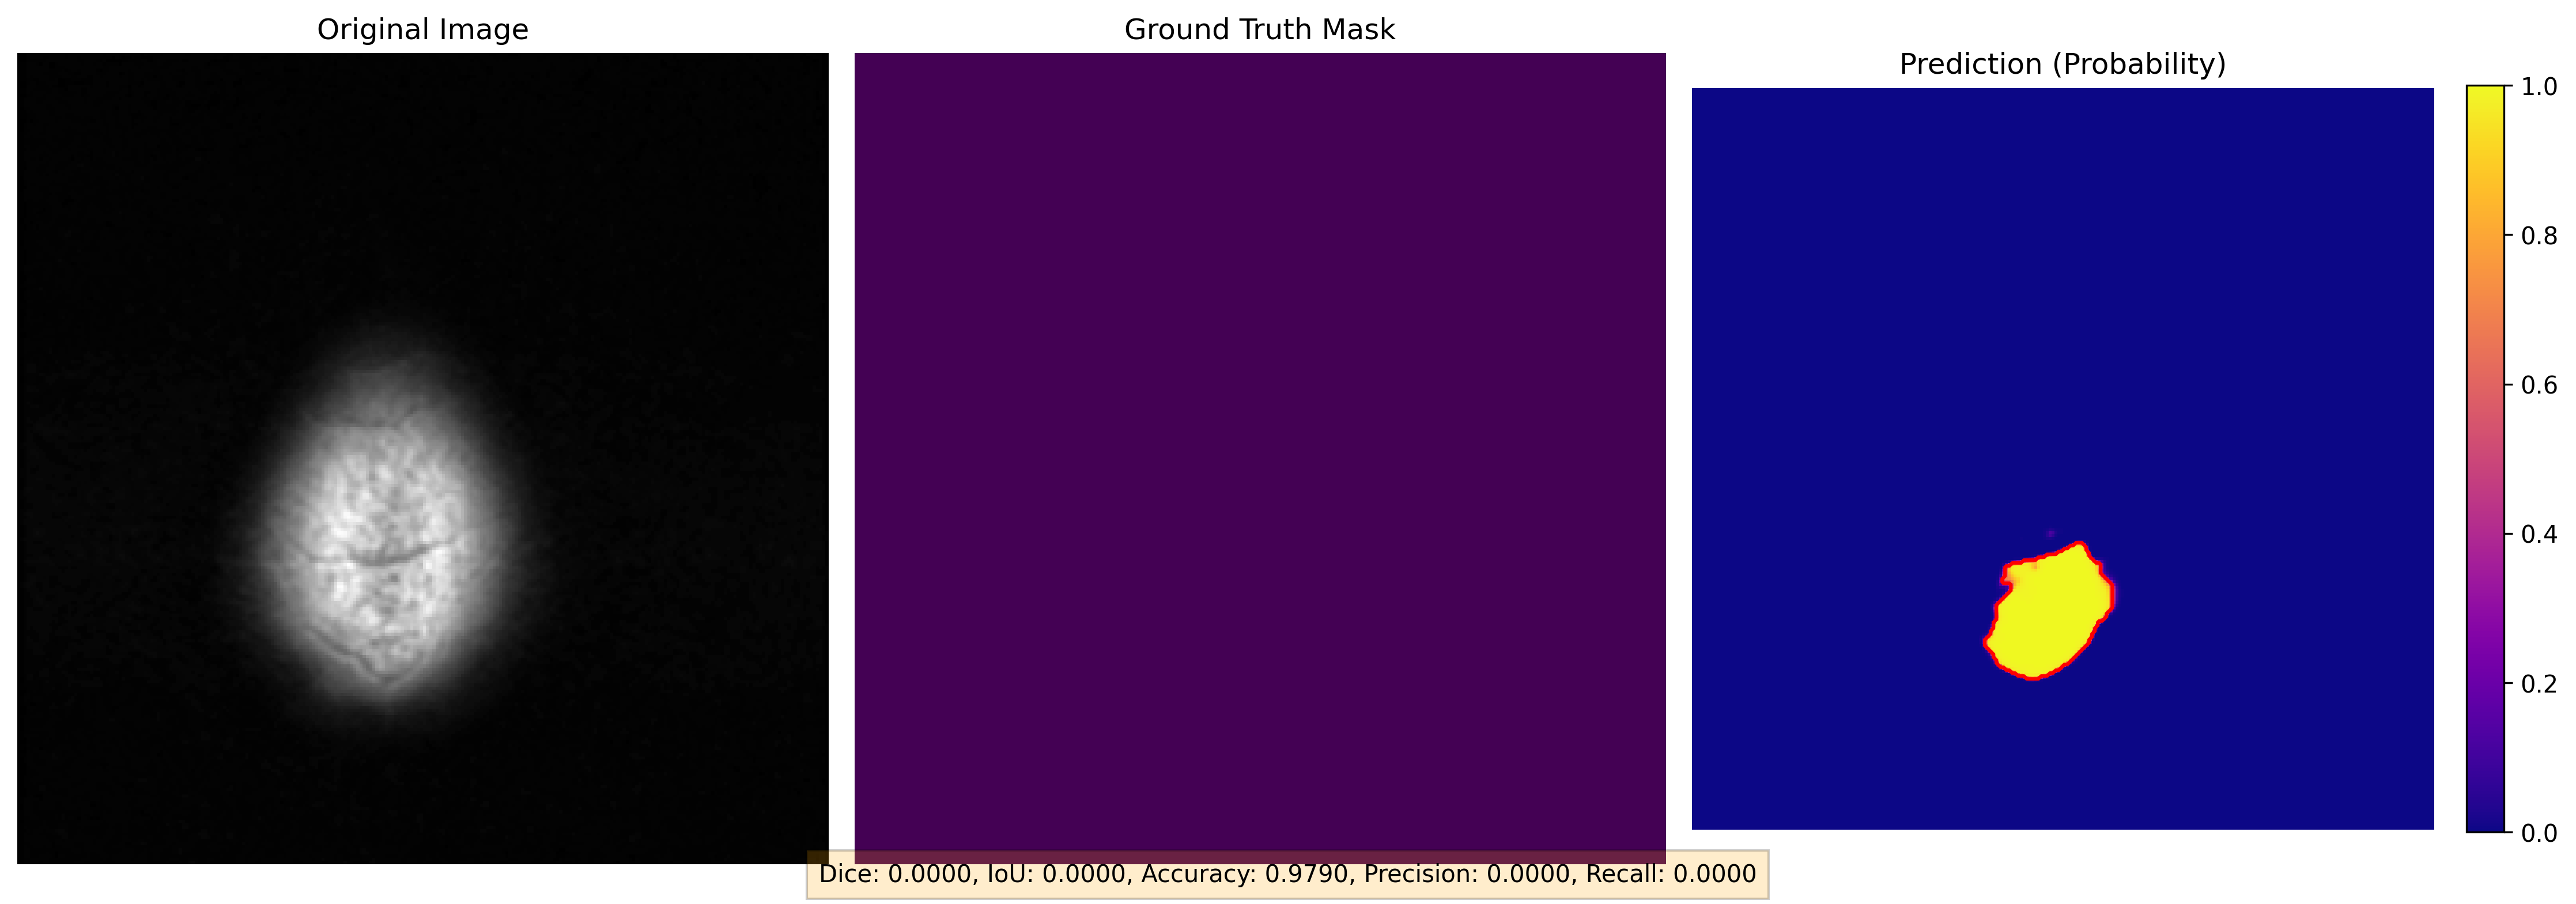 Original Image
Ground Truth Mask
Prediction (Probability)
1.0
0.8
0.6
0.4
0.2
0.0
Dice: 0.0000, IoU: 0.0000, Accuracy: 0.9790, Precision: 0.0000, Recall: 0.0000